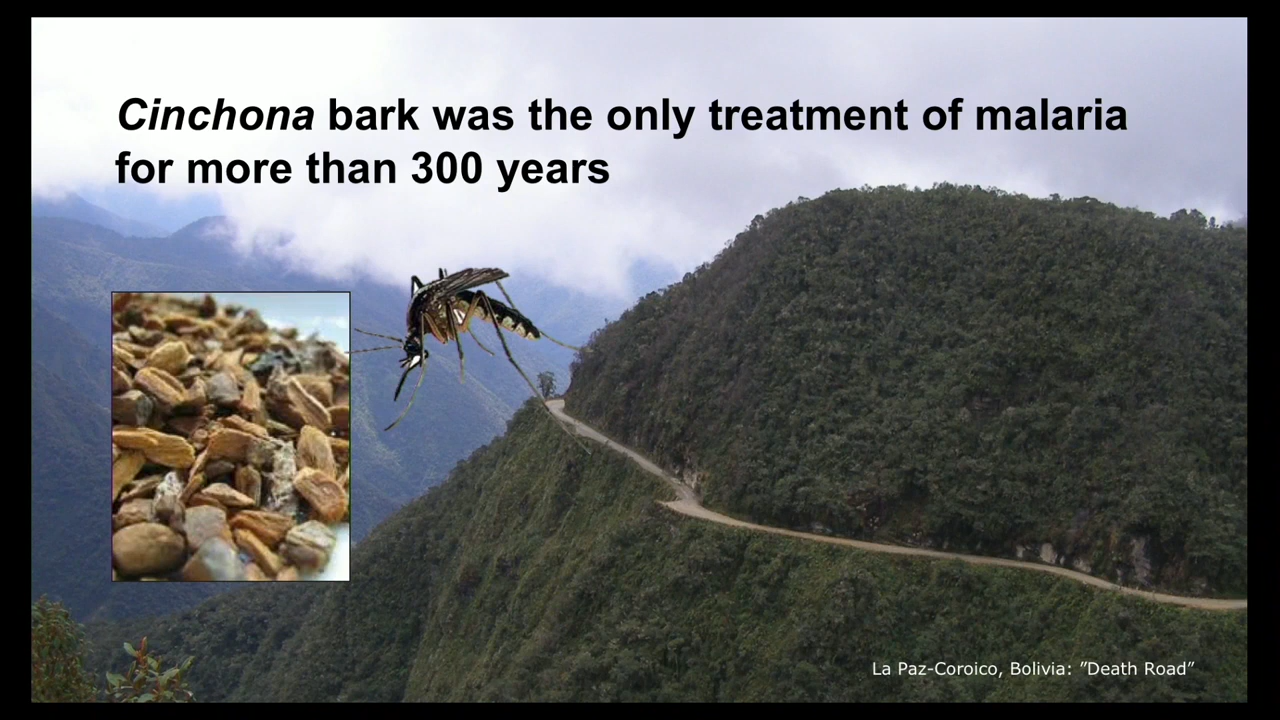 Cinchona bark was the only treatment of malaria
for more than 300 years
La Paz-Coroico, Bolivia: ”Death Road”